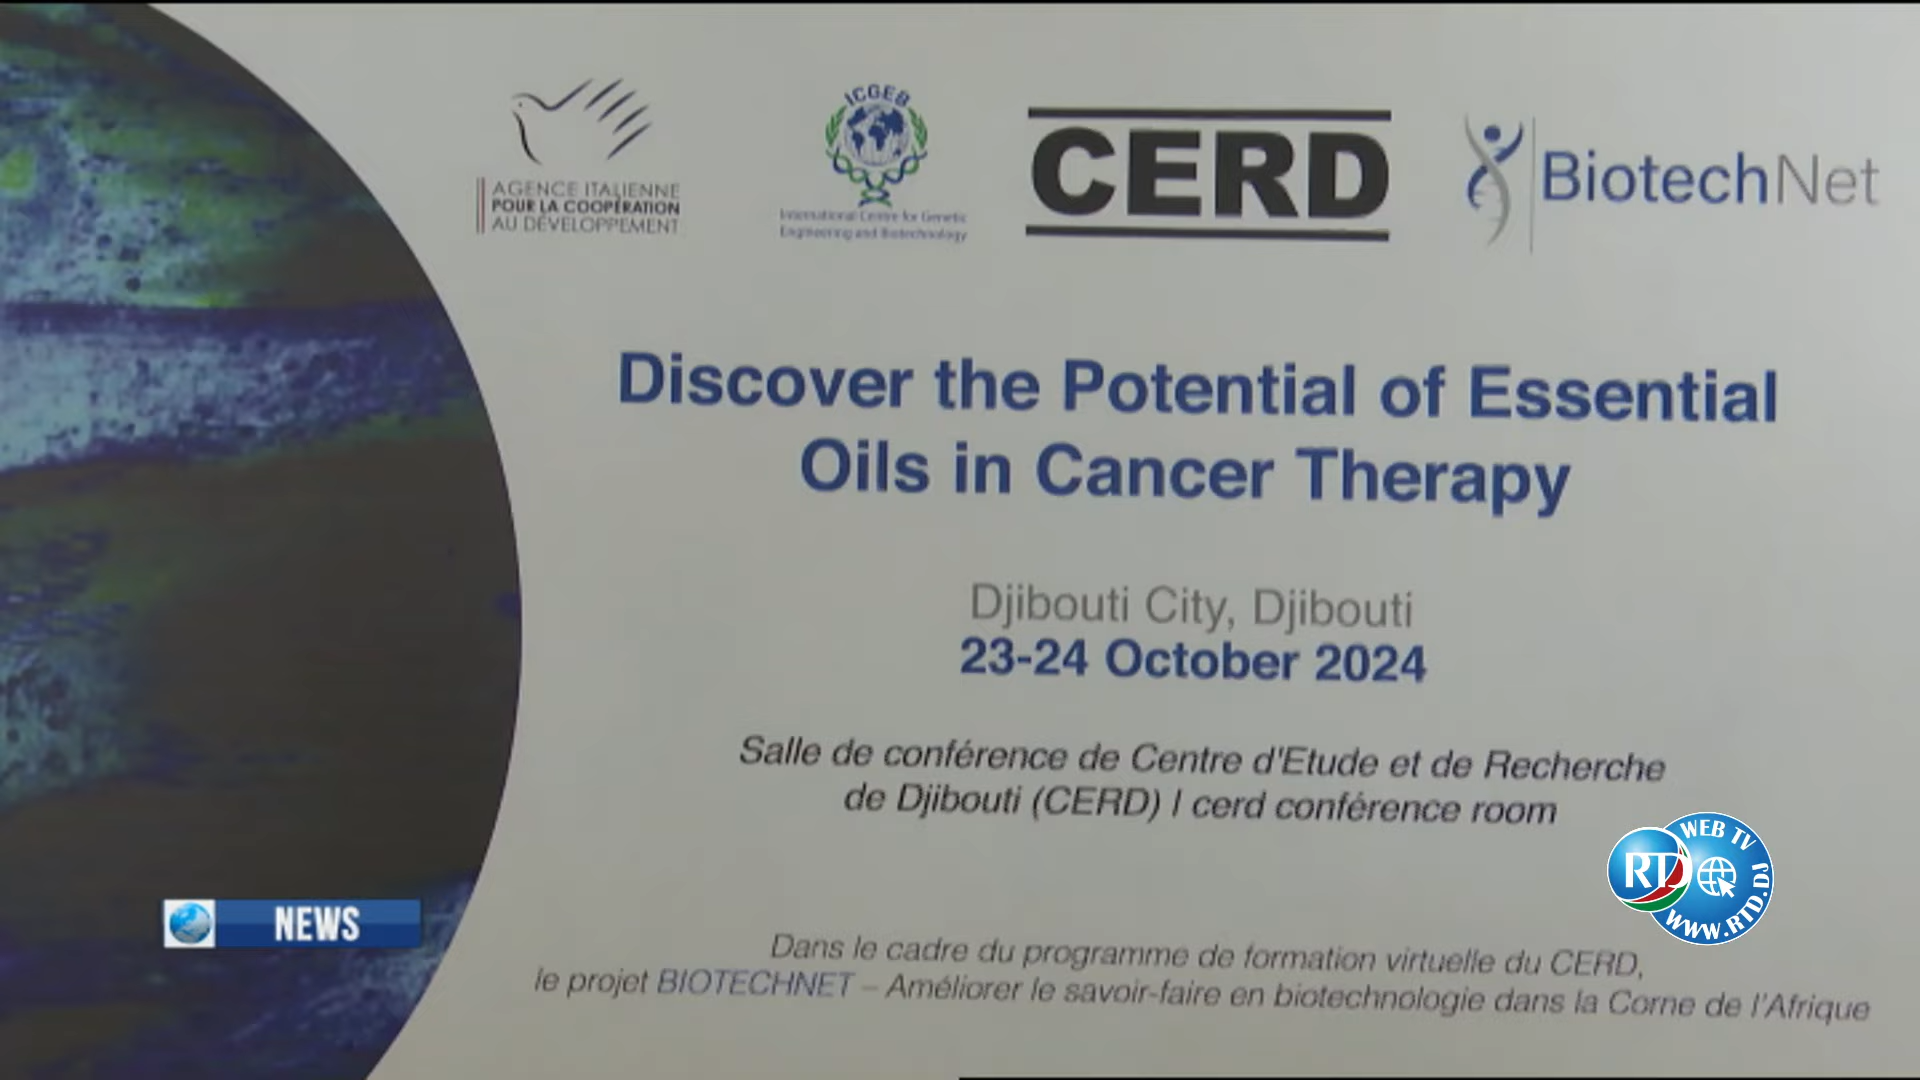 AGENCE ITALIENNE
POUR LA COOPÉRATION
AU DÉVELOPPEMENT
ICGEB
International Centre for Genetic
Engineering and Biotechnology
CERD
BiotechNet
Discover the Potential of Essential
Oils in Cancer Therapy
Djibouti City, Djibouti
23-24 October 2024
Salle de conférence de Centre d'Etude et de Recherche
de Djibouti (CERD) I cerd conférence room
WEB TV
RTD
WWW.RTD.DJ
NEWS
Dans le cadre du programme de formation virtuelle du CERD,
le projet BIOTECHNET – Améliorer le savoir-faire en biotechnologie dans la Corne de l'Afrique